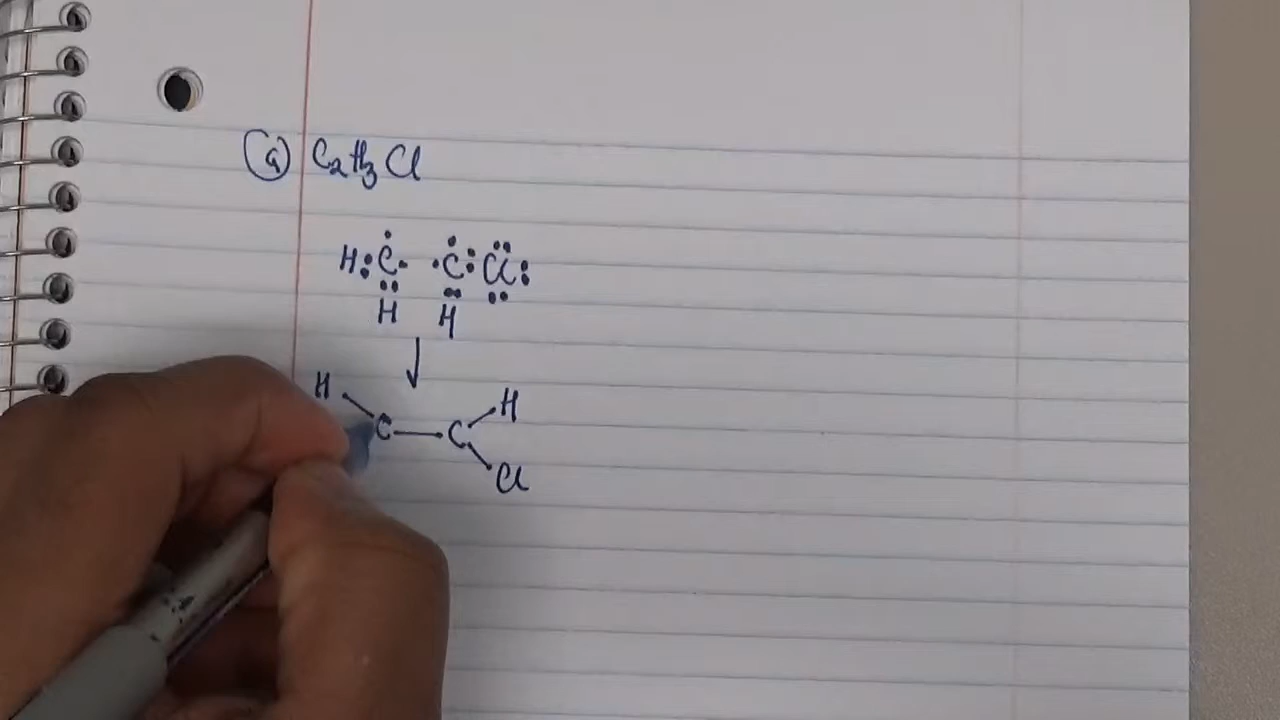 (a) C₂H₃Cl
H:Ċ· ·Ċ:Cl:
H H
↓
H H
C—C
Cl